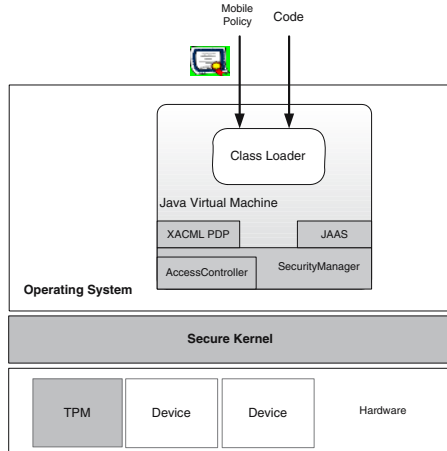 Mobile
Policy
Code
Class Loader
Java Virtual Machine
XACML PDP
JAAS
AccessController
SecurityManager
Operating System
Secure Kernel
TPM
Device
Device
Hardware